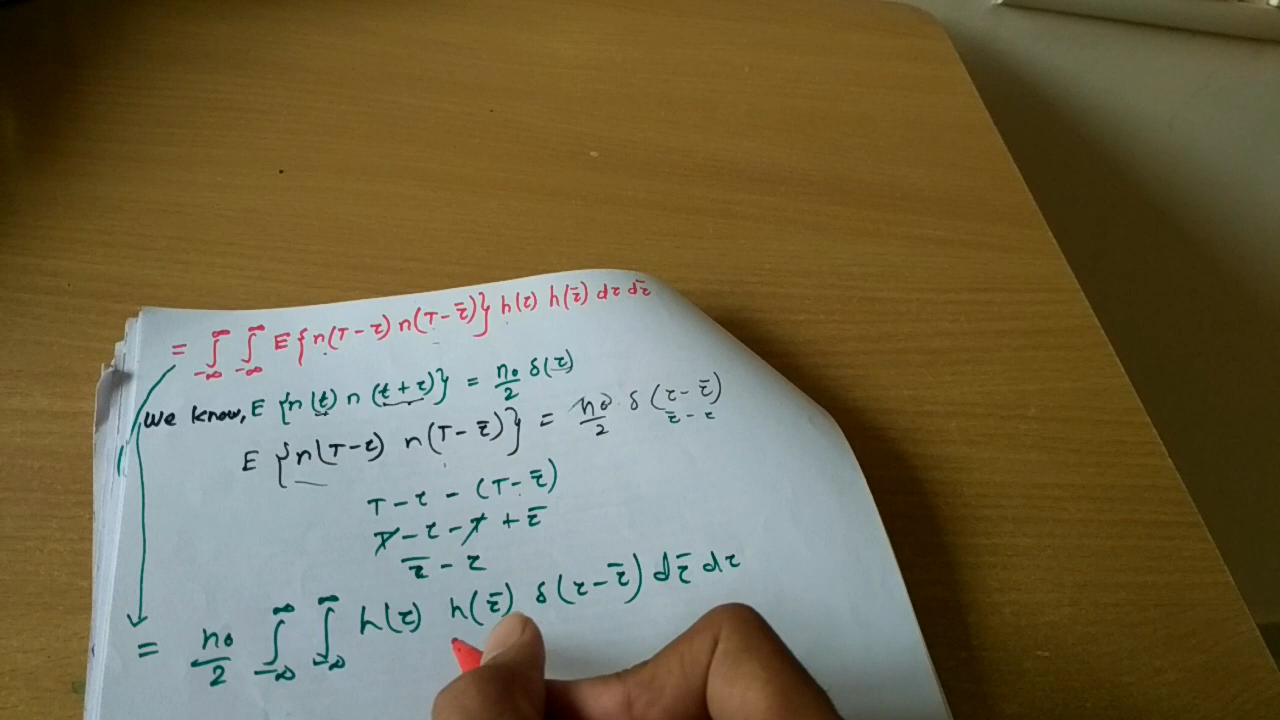 = ∫_{-∞}^{∞} ∫_{-∞}^{∞} E{n(T-τ) n(T-τ̄)} h(τ) h(τ̄) dτ dτ̄
We know, E {n(t) n(t+τ)} = n₀/2 δ(τ)
E {n(T-τ) n(T-τ̄)} = n₀/2 δ(τ-τ̄)
τ̄-τ
T-τ-(T-τ̄)
T-τ-T+τ̄
τ̄-τ
= n₀/2 ∫_{-∞}^{∞} ∫_{-∞}^{∞} h(τ) h(τ̄) δ(τ-τ̄) dτ̄ dτ